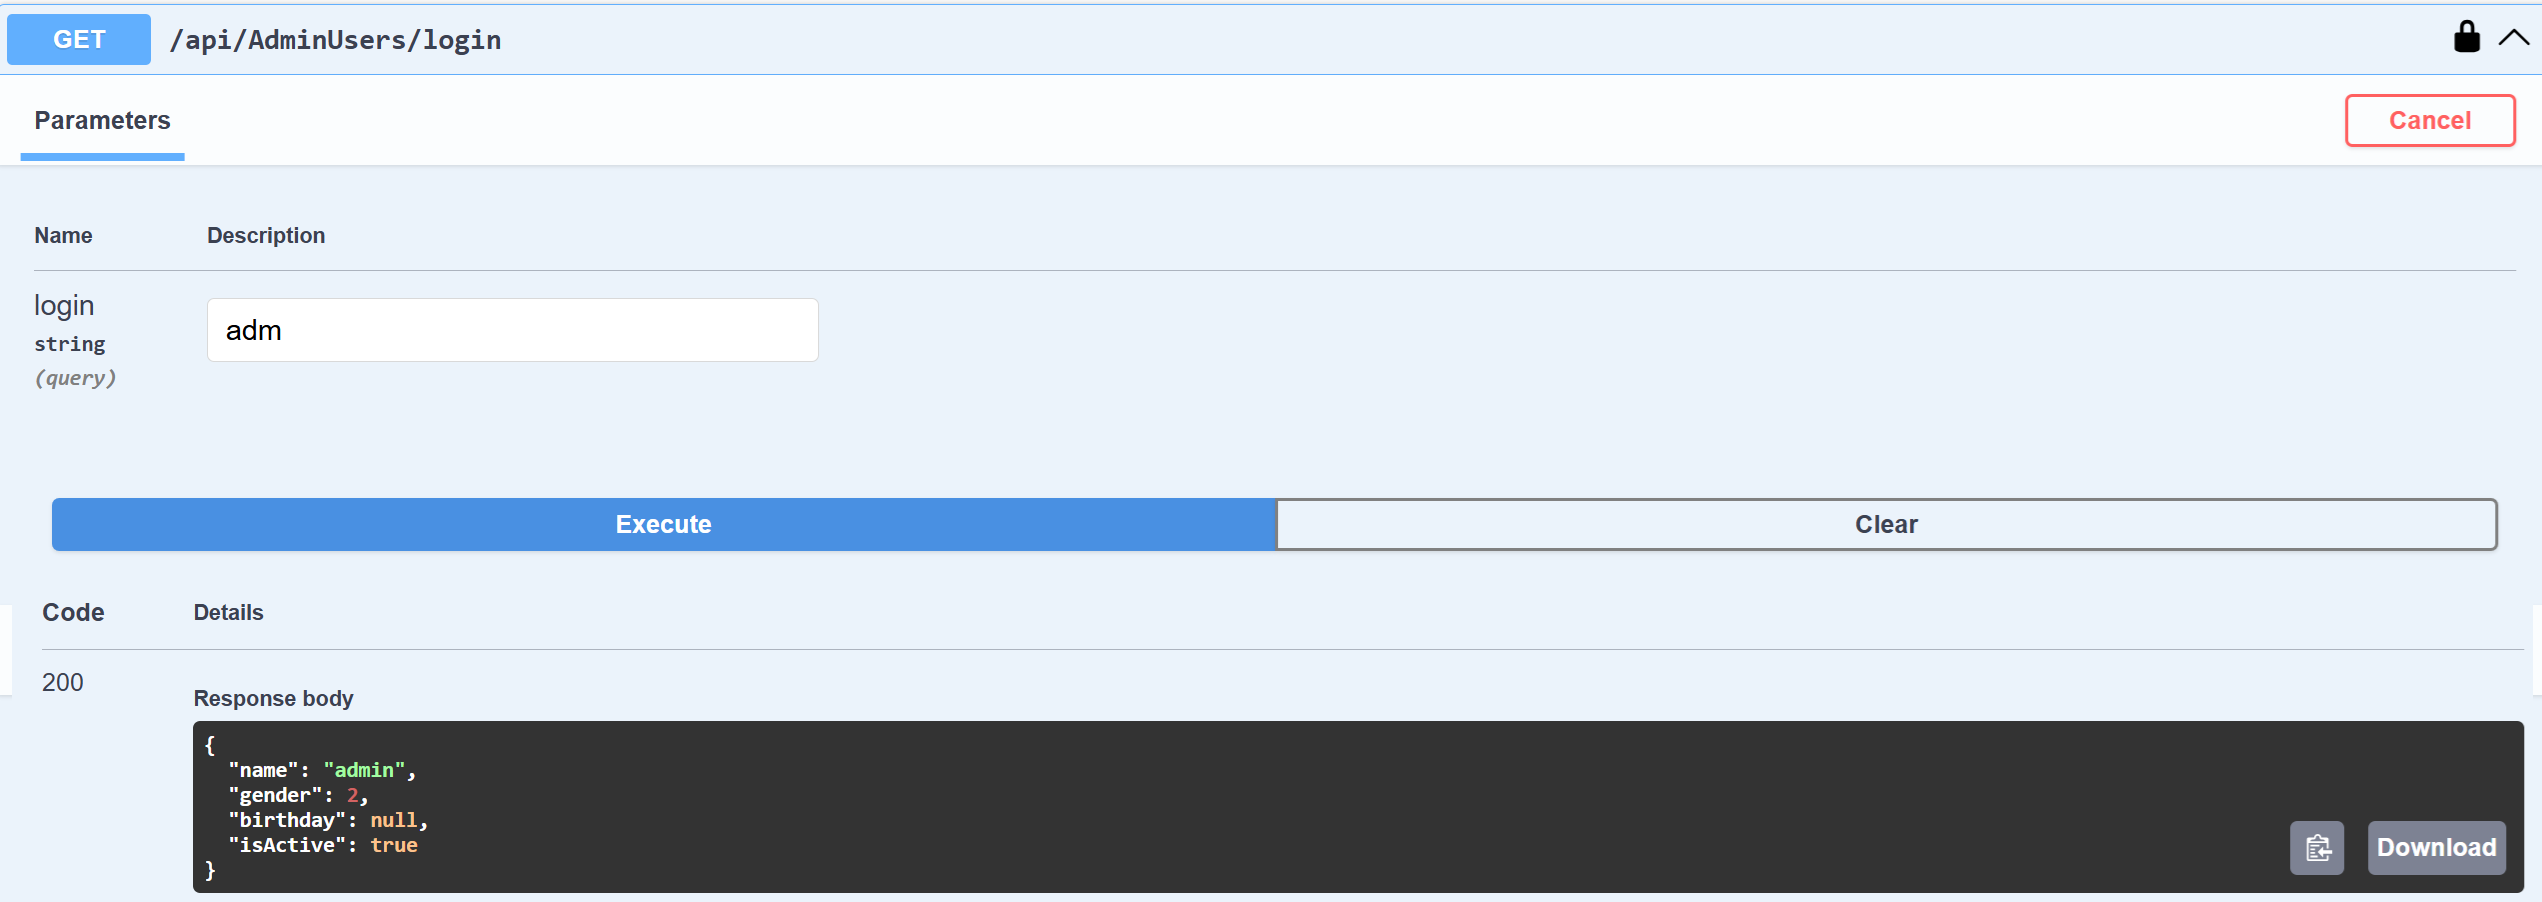 GET /api/AdminUsers/login
Parameters
Cancel
Name Description
login
string
(query)
adm
Execute Clear
Code Details
200
Response body
{
  "name": "admin",
  "gender": 2,
  "birthday": null,
  "isActive": true
}
Download